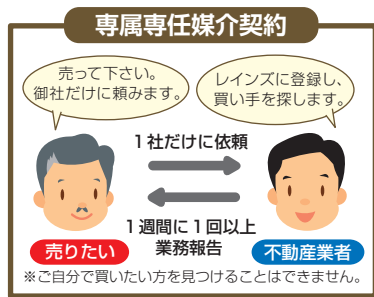 専属専任媒介契約
売って下さい。
御社だけに頼みます。
レインズに登録し、
買い手を探します。
1社だけに依頼
1週間に1回以上
業務報告
売りたい
不動産業者
※ご自分で買いたい方を見つけることはできません。